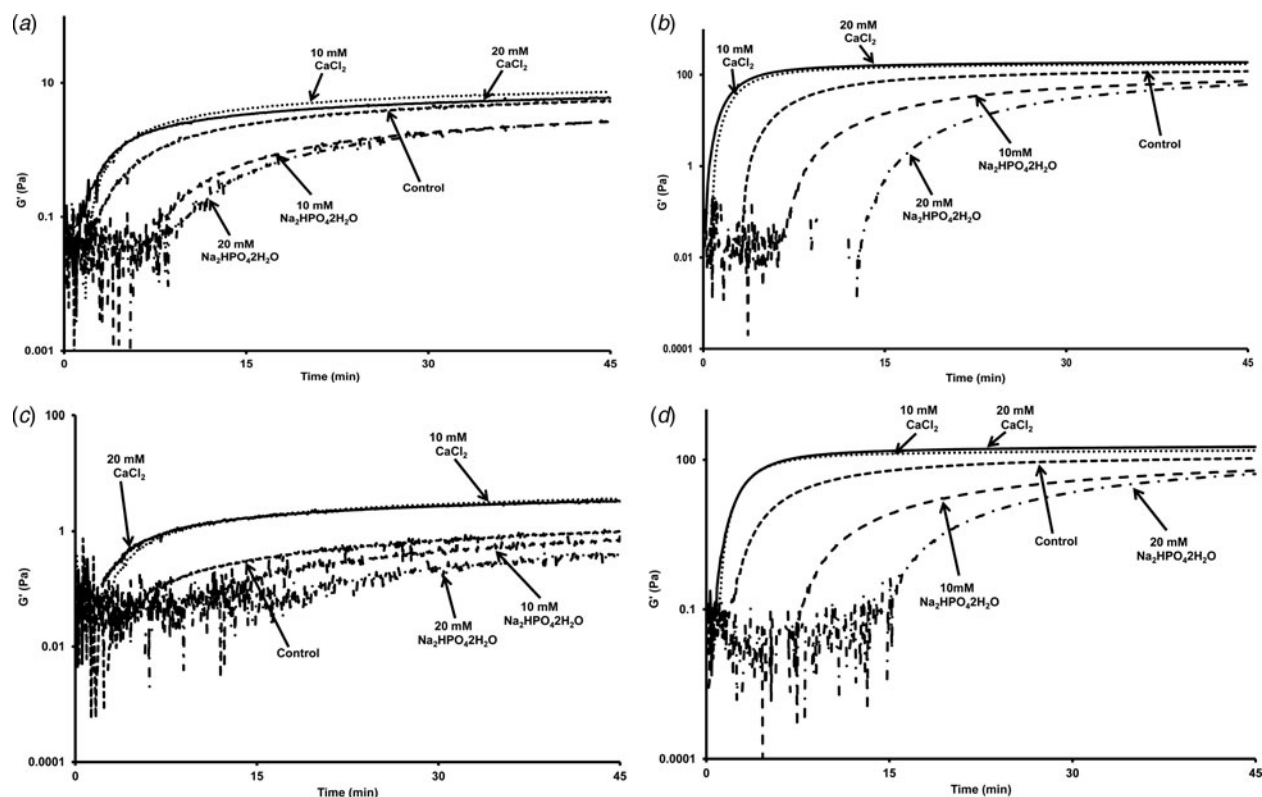 (a)
10 mM
CaCl₂
20 mM
CaCl₂
10
G' (Pa)
0.1
0.001
Control
10 mM
Na₂HPO₄2H₂O
20 mM
Na₂HPO₄2H₂O
0
15
30
45
Time (min)
(b)
20 mM
CaCl₂
10 mM
CaCl₂
100
G' (Pa)
1
0.01
0.0001
Control
10mM
Na₂HPO₄2H₂O
20 mM
Na₂HPO₄2H₂O
0
15
30
45
Time (min)
(c)
100
20 mM
CaCl₂
10 mM
CaCl₂
1
G' (Pa)
0.01
0.0001
10 mM
Na₂HPO₄2H₂O
20 mM
Na₂HPO₄2H₂O
Control
0
15
30
45
Time (min)
(d)
10 mM
CaCl₂
20 mM
CaCl₂
100
G' (Pa)
0.1
0.0001
Control
20 mM
Na₂HPO₄2H₂O
10mM
Na₂HPO₄2H₂O
0
15
30
45
Time (min)